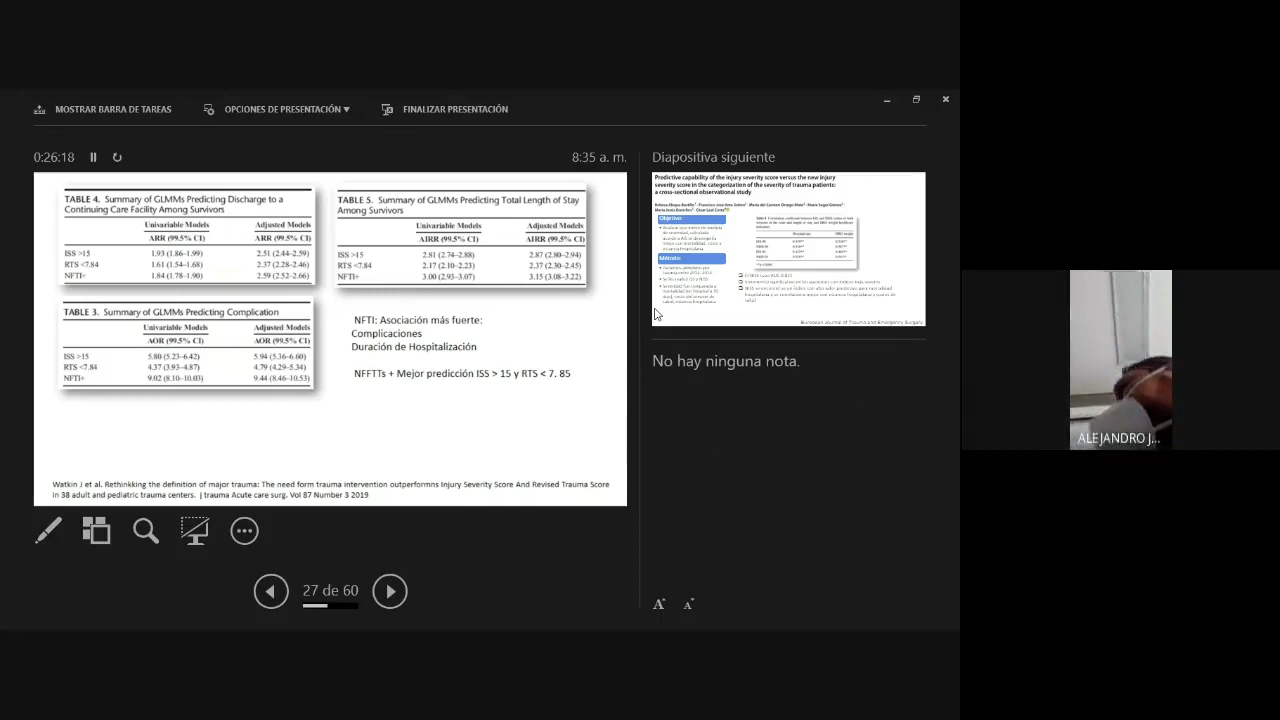 MOSTRAR BARRA DE TAREAS
OPCIONES DE PRESENTACIÓN ▼
FINALIZAR PRESENTACIÓN
0:26:18
8:35 a. m.
TABLE 4. Summary of GLMMs Predicting Discharge to a
Continuing Care Facility Among Survivors
Univariable Models Adjusted Models
ARR (99.5% CI) ARR (99.5% CI)
ISS >15 1.93 (1.86–1.99) 2.51 (2.44–2.59)
RTS <7.84 1.61 (1.54–1.68) 2.37 (2.28–2.46)
NFTI+ 1.84 (1.78–1.90) 2.59 (2.52–2.66)
TABLE 5. Summary of GLMMs Predicting Total Length of Stay
Among Survivors
Univariable Models Adjusted Models
AIRR (99.5% CI) AIRR (99.5% CI)
ISS >15 2.81 (2.74–2.88) 2.87 (2.80–2.94)
RTS <7.84 2.17 (2.10–2.23) 2.37 (2.30–2.45)
NFTI+ 3.00 (2.93–3.07) 3.15 (3.08–3.22)
TABLE 3. Summary of GLMMs Predicting Complication
Univariable Models Adjusted Models
AOR (99.5% CI) AOR (99.5% CI)
ISS >15 5.80 (5.23–6.42) 5.94 (5.36–6.60)
RTS <7.84 4.37 (3.93–4.87) 4.79 (4.29–5.34)
NFTI+ 9.02 (8.10–10.03) 9.44 (8.46–10.53)
NFTI: Asociación más fuerte:
Complicaciones
Duración de Hospitalización
NFFTTs + Mejor predicción ISS > 15 y RTS < 7. 85
Watkin J et al. Rethinkking the definition of major trauma: The need form trauma intervention outperformns Injury Severity Score And Revised Trauma Score
in 38 adult and pediatric trauma centers. J trauma Acute care surg. Vol 87 Number 3 2019
27 de 60
Diapositiva siguiente
Predictive capability of the injury severity score versus the new injury
severity score in the categorization of the severity of trauma patients:
a cross-sectional observational study
Objetivo:
Método:
European Journal of Trauma and Emergency Surgery
No hay ninguna nota.
A A
ALEJANDRO J...